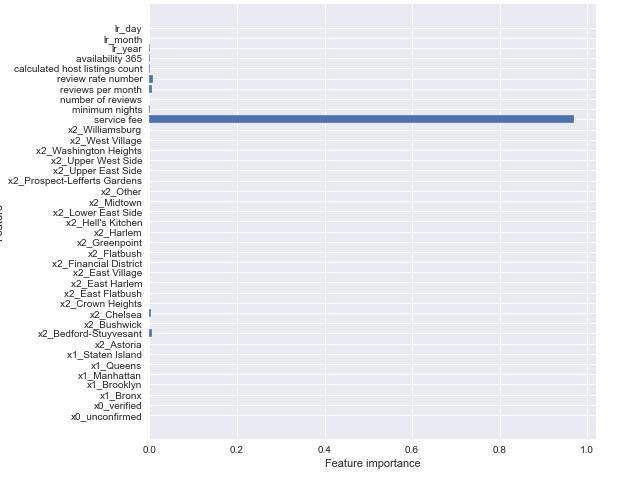 lr_day
lr_month
lr_year
availability 365
calculated host listings count
review rate number
reviews per month
number of reviews
minimum nights
service fee
x2_Williamsburg
x2_West Village
x2_Washington Heights
x2_Upper West Side
x2_Upper East Side
x2_Prospect-Lefferts Gardens
x2_Other
x2_Midtown
x2_Lower East Side
x2_Hell's Kitchen
x2_Harlem
x2_Greenpoint
x2_Flatbush
x2_Financial District
x2_East Village
x2_East Harlem
x2_East Flatbush
x2_Crown Heights
x2_Chelsea
x2_Bushwick
x2_Bedford-Stuyvesant
x2_Astoria
x1_Staten Island
x1_Queens
x1_Manhattan
x1_Brooklyn
x1_Bronx
x0_verified
x0_unconfirmed
0.0 0.2 0.4 0.6 0.8 1.0
Feature importance